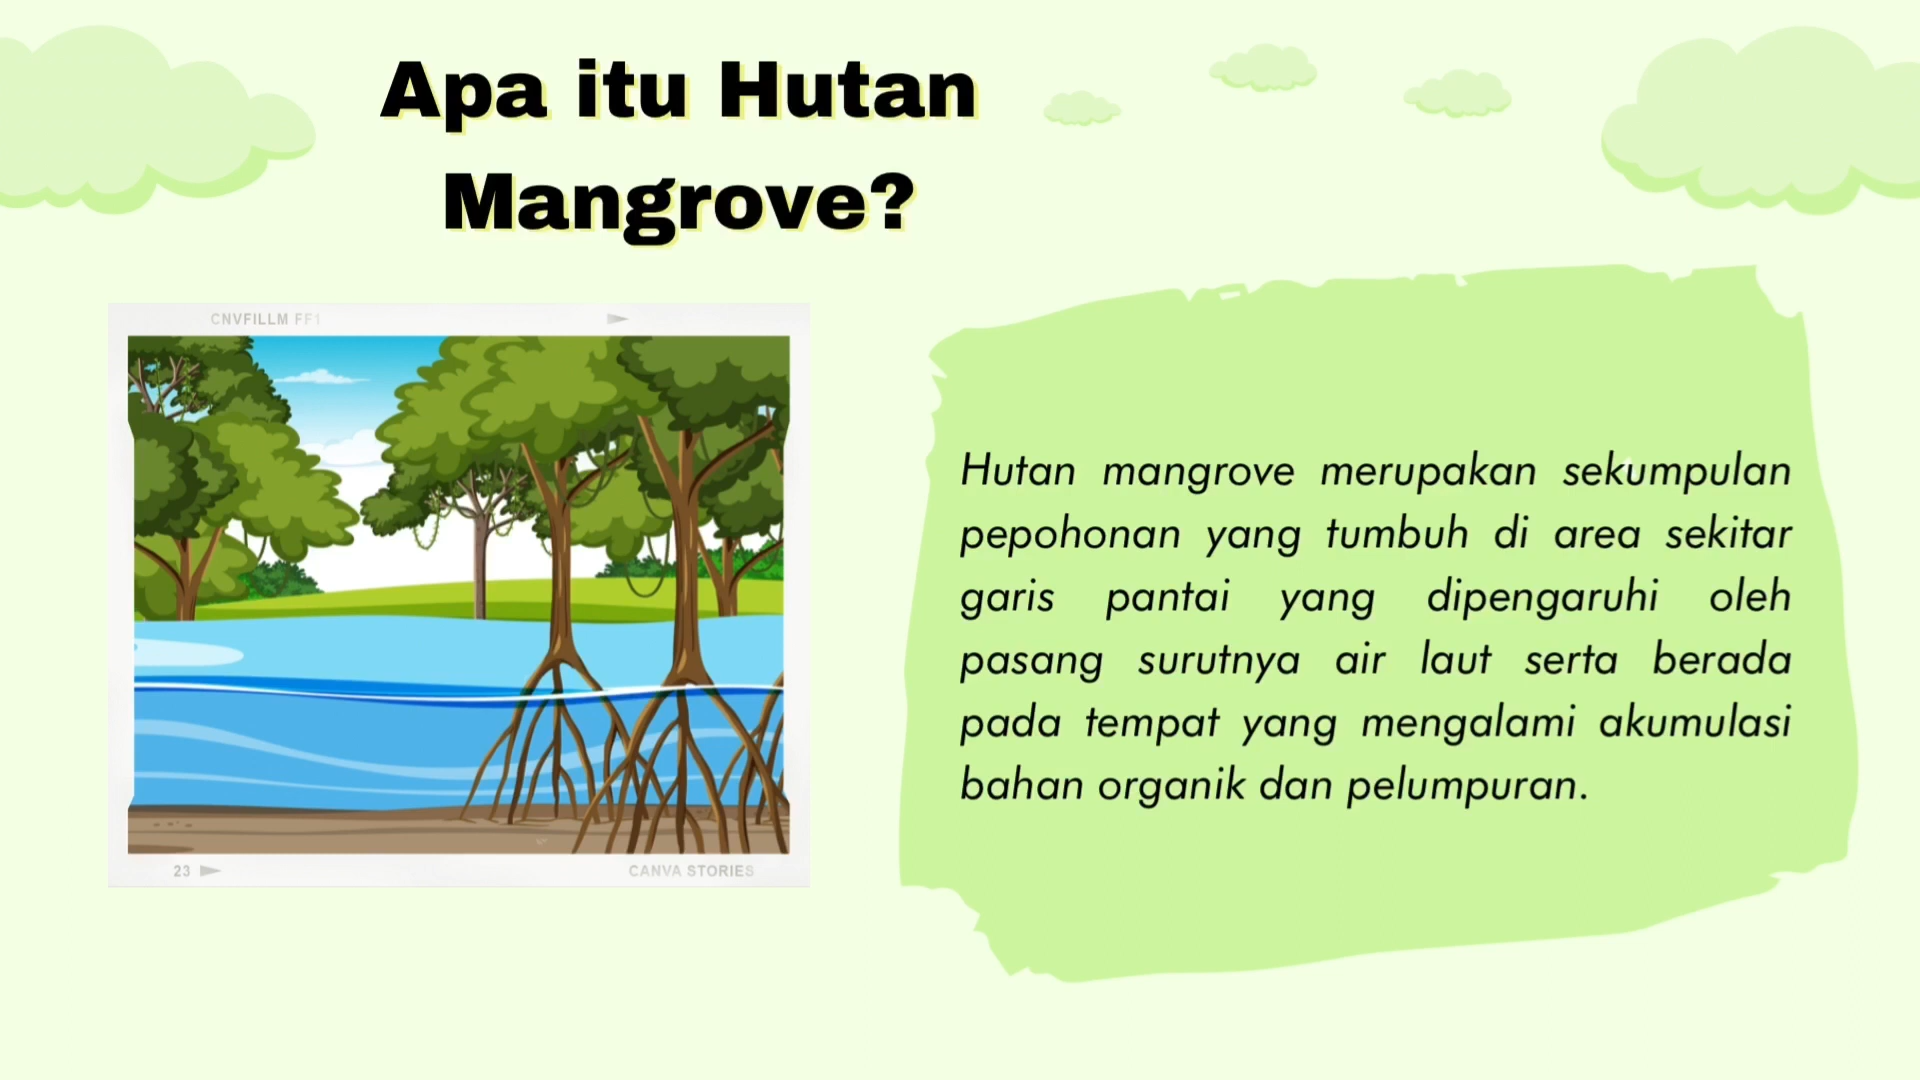 Apa itu Hutan
Mangrove?
CNVFILLM FF1
Hutan mangrove merupakan sekumpulan
pepohonan yang tumbuh di area sekitar
garis pantai yang dipengaruhi oleh
pasang surutnya air laut serta berada
pada tempat yang mengalami akumulasi
bahan organik dan pelumpuran.
23
CANVA STORIES